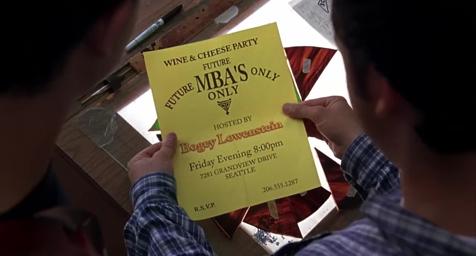 WINE & CHEESE PARTY
FUTURE
FUTURE MBA'S ONLY
ONLY
HOSTED BY
Bogey Lowenstein
Friday Evening 8:00pm
7281 GRANDVIEW DRIVE
SEATTLE
206.555.1287
R.S.V.P.